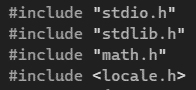 #include "stdio.h"
#include "stdlib.h"
#include "math.h"
#include <locale.h>